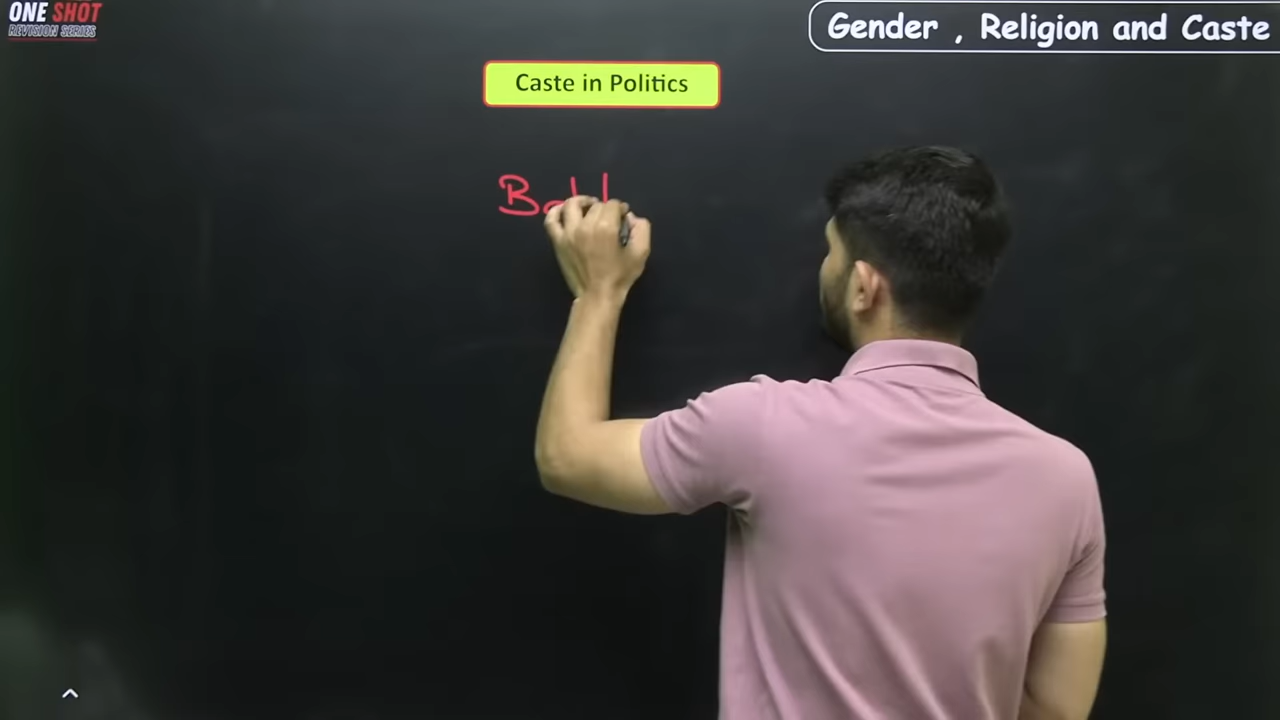 ONE SHOT
REVISION SERIES
Gender , Religion and Caste
Caste in Politics